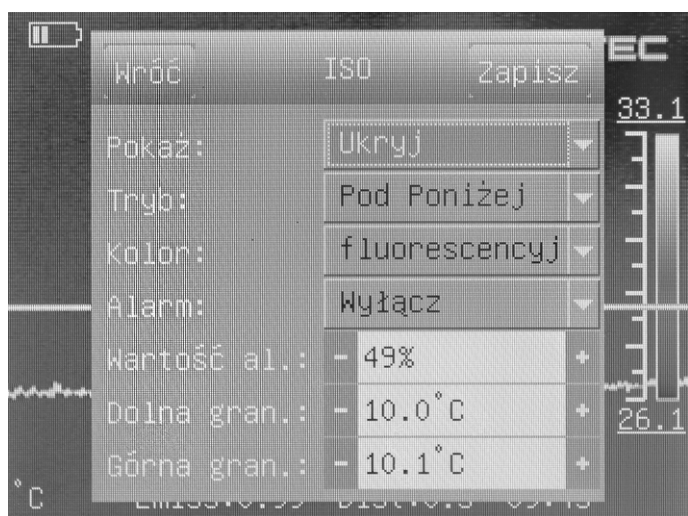 EC
Wróć ISO Zapisz
33.1
Pokaż: Ukryj
Tryb: Pod Poniżej
Kolor: fluorescencyj
Alarm: Wyłącz
Wartość al.: - 49% +
Dolna gran.: - 10.0°C +
26.1
Górna gran.: - 10.1°C +
°C